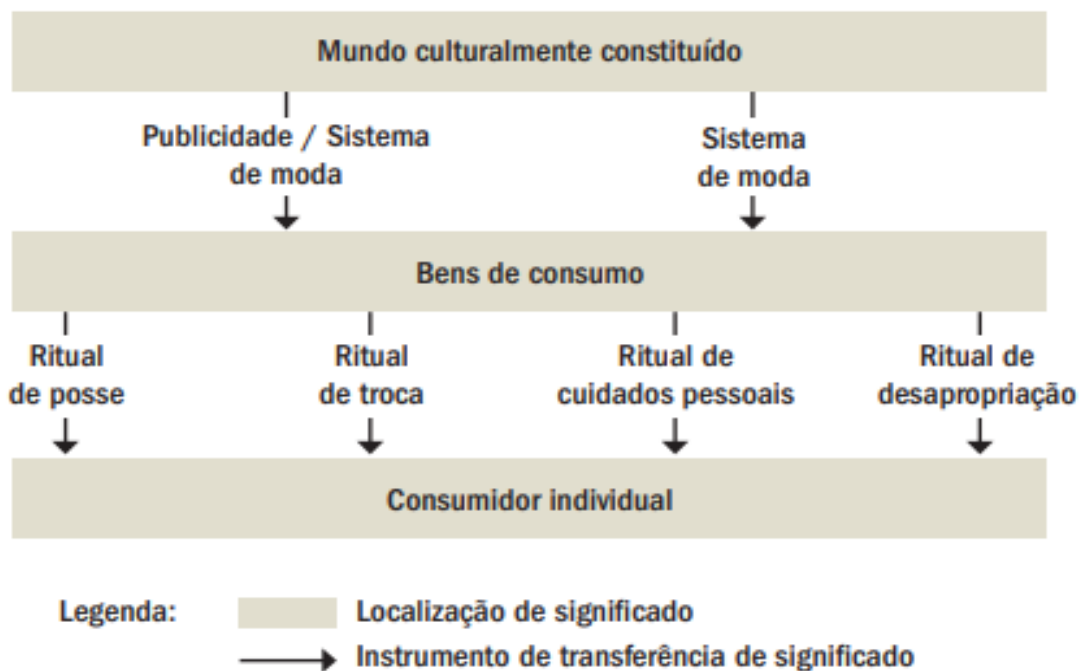 Mundo culturalmente constituído
Publicidade / Sistema
de moda
Sistema
de moda
Bens de consumo
Ritual
de posse
Ritual
de troca
Ritual de
cuidados pessoais
Ritual de
desapropriação
Consumidor individual
Legenda:
Localização de significado
Instrumento de transferência de significado